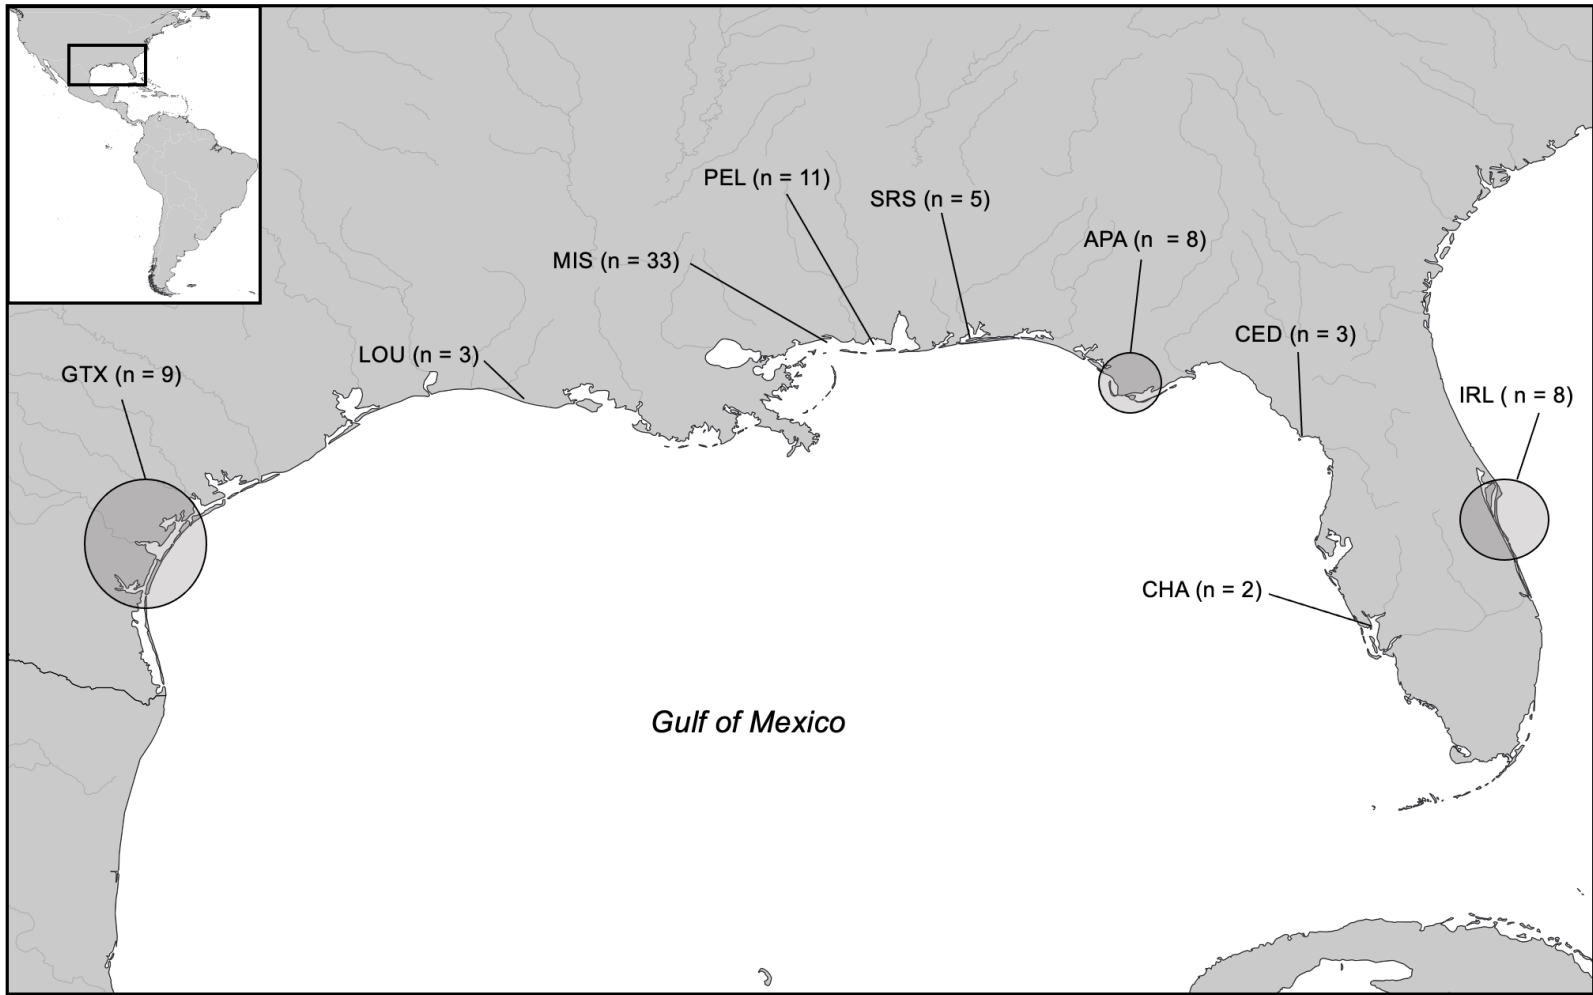 PEL (n = 11)
SRS (n = 5)
APA (n  = 8)
MIS (n = 33)
CED (n = 3)
LOU (n = 3)
GTX (n = 9)
IRL ( n = 8)
CHA (n = 2)
Gulf of Mexico